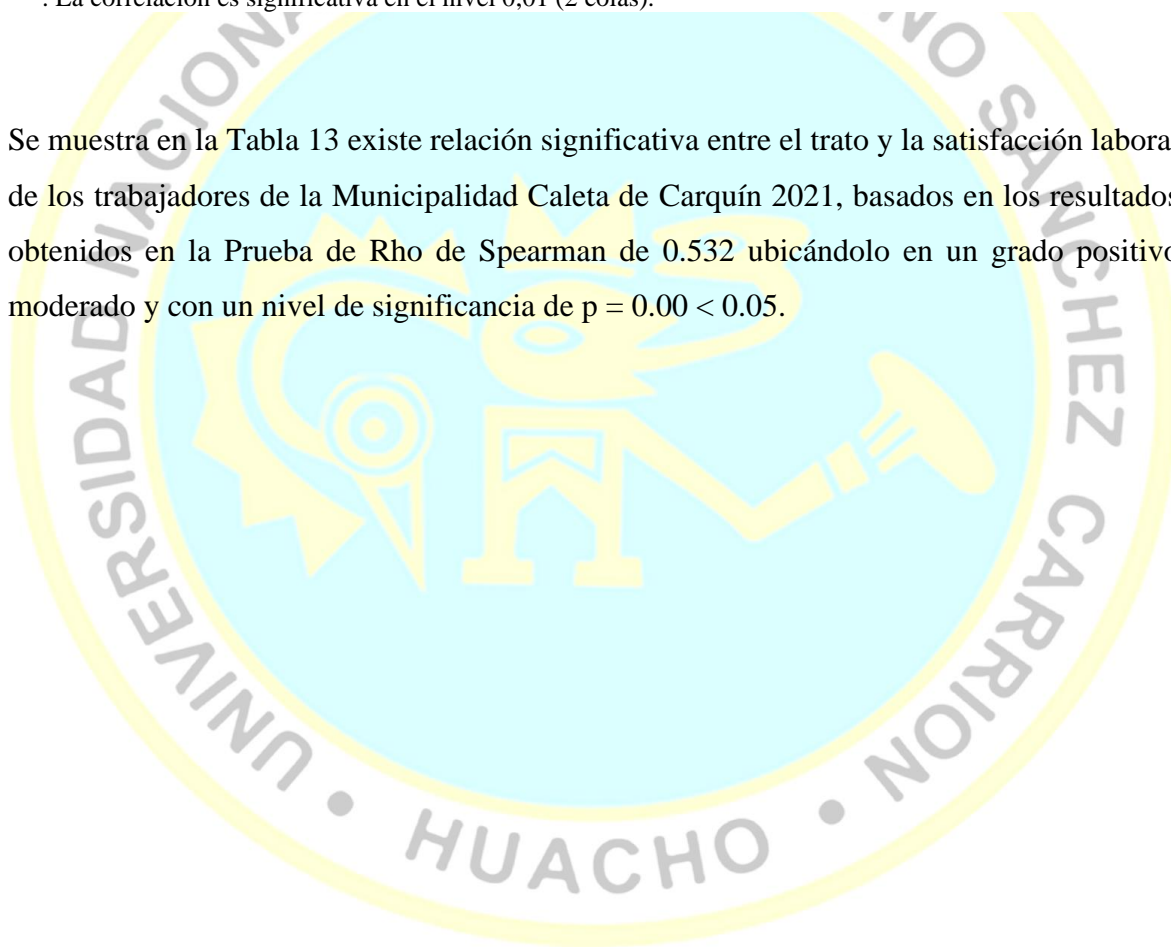 . La correlación es significativa en el nivel 0,01 (2 colas).
Se muestra en la Tabla 13 existe relación significativa entre el trato y la satisfacción labora
de los trabajadores de la Municipalidad Caleta de Carquín 2021, basados en los resultados
obtenidos en la Prueba de Rho de Spearman de 0.532 ubicándolo en un grado positivo
moderado y con un nivel de significancia de p = 0.00 < 0.05.
UNIVERSIDAD NACIONAL
NO SANCHEZ CARRION
• HUACHO •